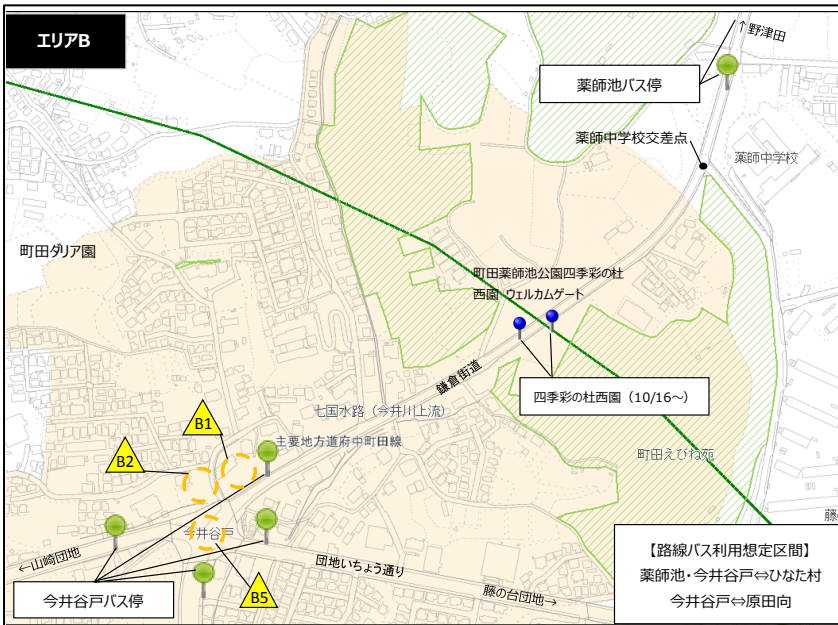 エリアB
↑野津田
薬師池バス停
薬師中学校交差点
薬師中学校
町田ダリア園
町田薬師池公園四季彩の杜
西園 ウェルカムゲート
鎌倉街道
四季彩の杜西園（10/16～）
七国水路（今井川上流）
主要地方道府中町田線
町田えびね苑
B1
B2
今井谷戸
←山崎団地
団地いちょう通り
藤の台団地→
今井谷戸バス停
B5
藤
【路線バス利用想定区間】
薬師池・今井谷戸⇔ひなた村
今井谷戸⇔原田向